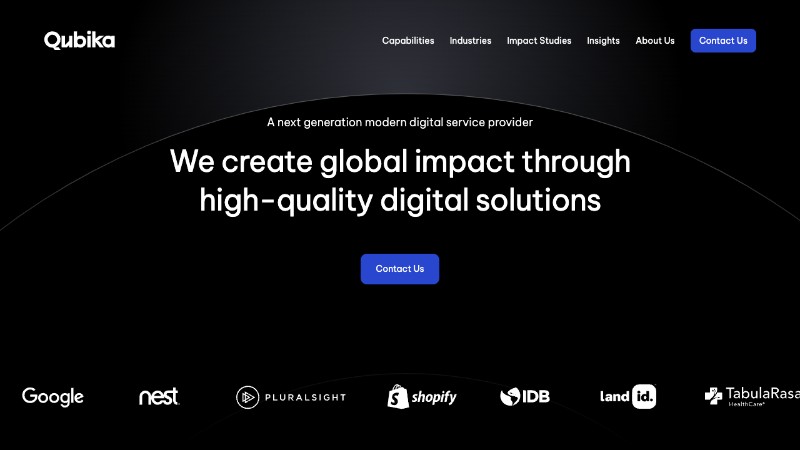 Qubika
Capabilities Industries Impact Studies Insights About Us Contact Us
A next generation modern digital service provider
We create global impact through
high-quality digital solutions
Contact Us
Google nest PLURALSIGHT shopify IDB land id. TabulaRasa
HealthCare